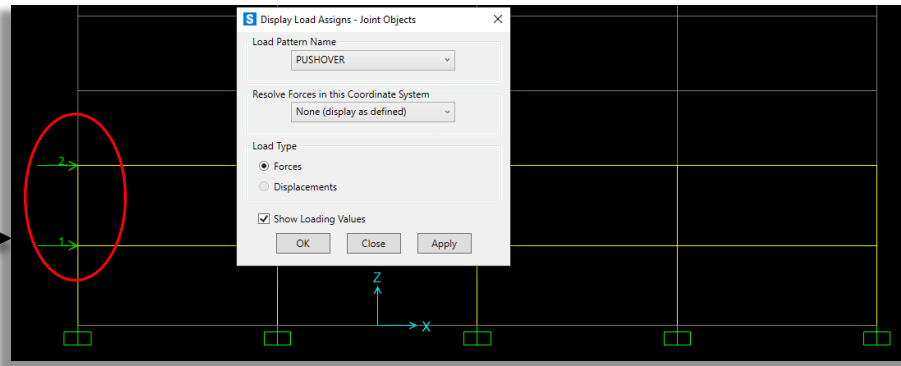 S Display Load Assigns - Joint Objects
Load Pattern Name
PUSHOVER
Resolve Forces in this Coordinate System
None (display as defined)
Load Type
Forces
Displacements
Show Loading Values
OK Close Apply
2.
1.
Z
X